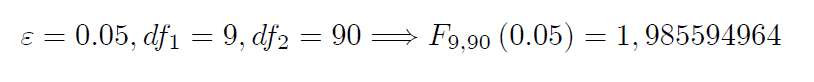 ε = 0.05, df₁ = 9, df₂ = 90 ⟹ F₉,₉₀ (0.05) = 1, 985594964